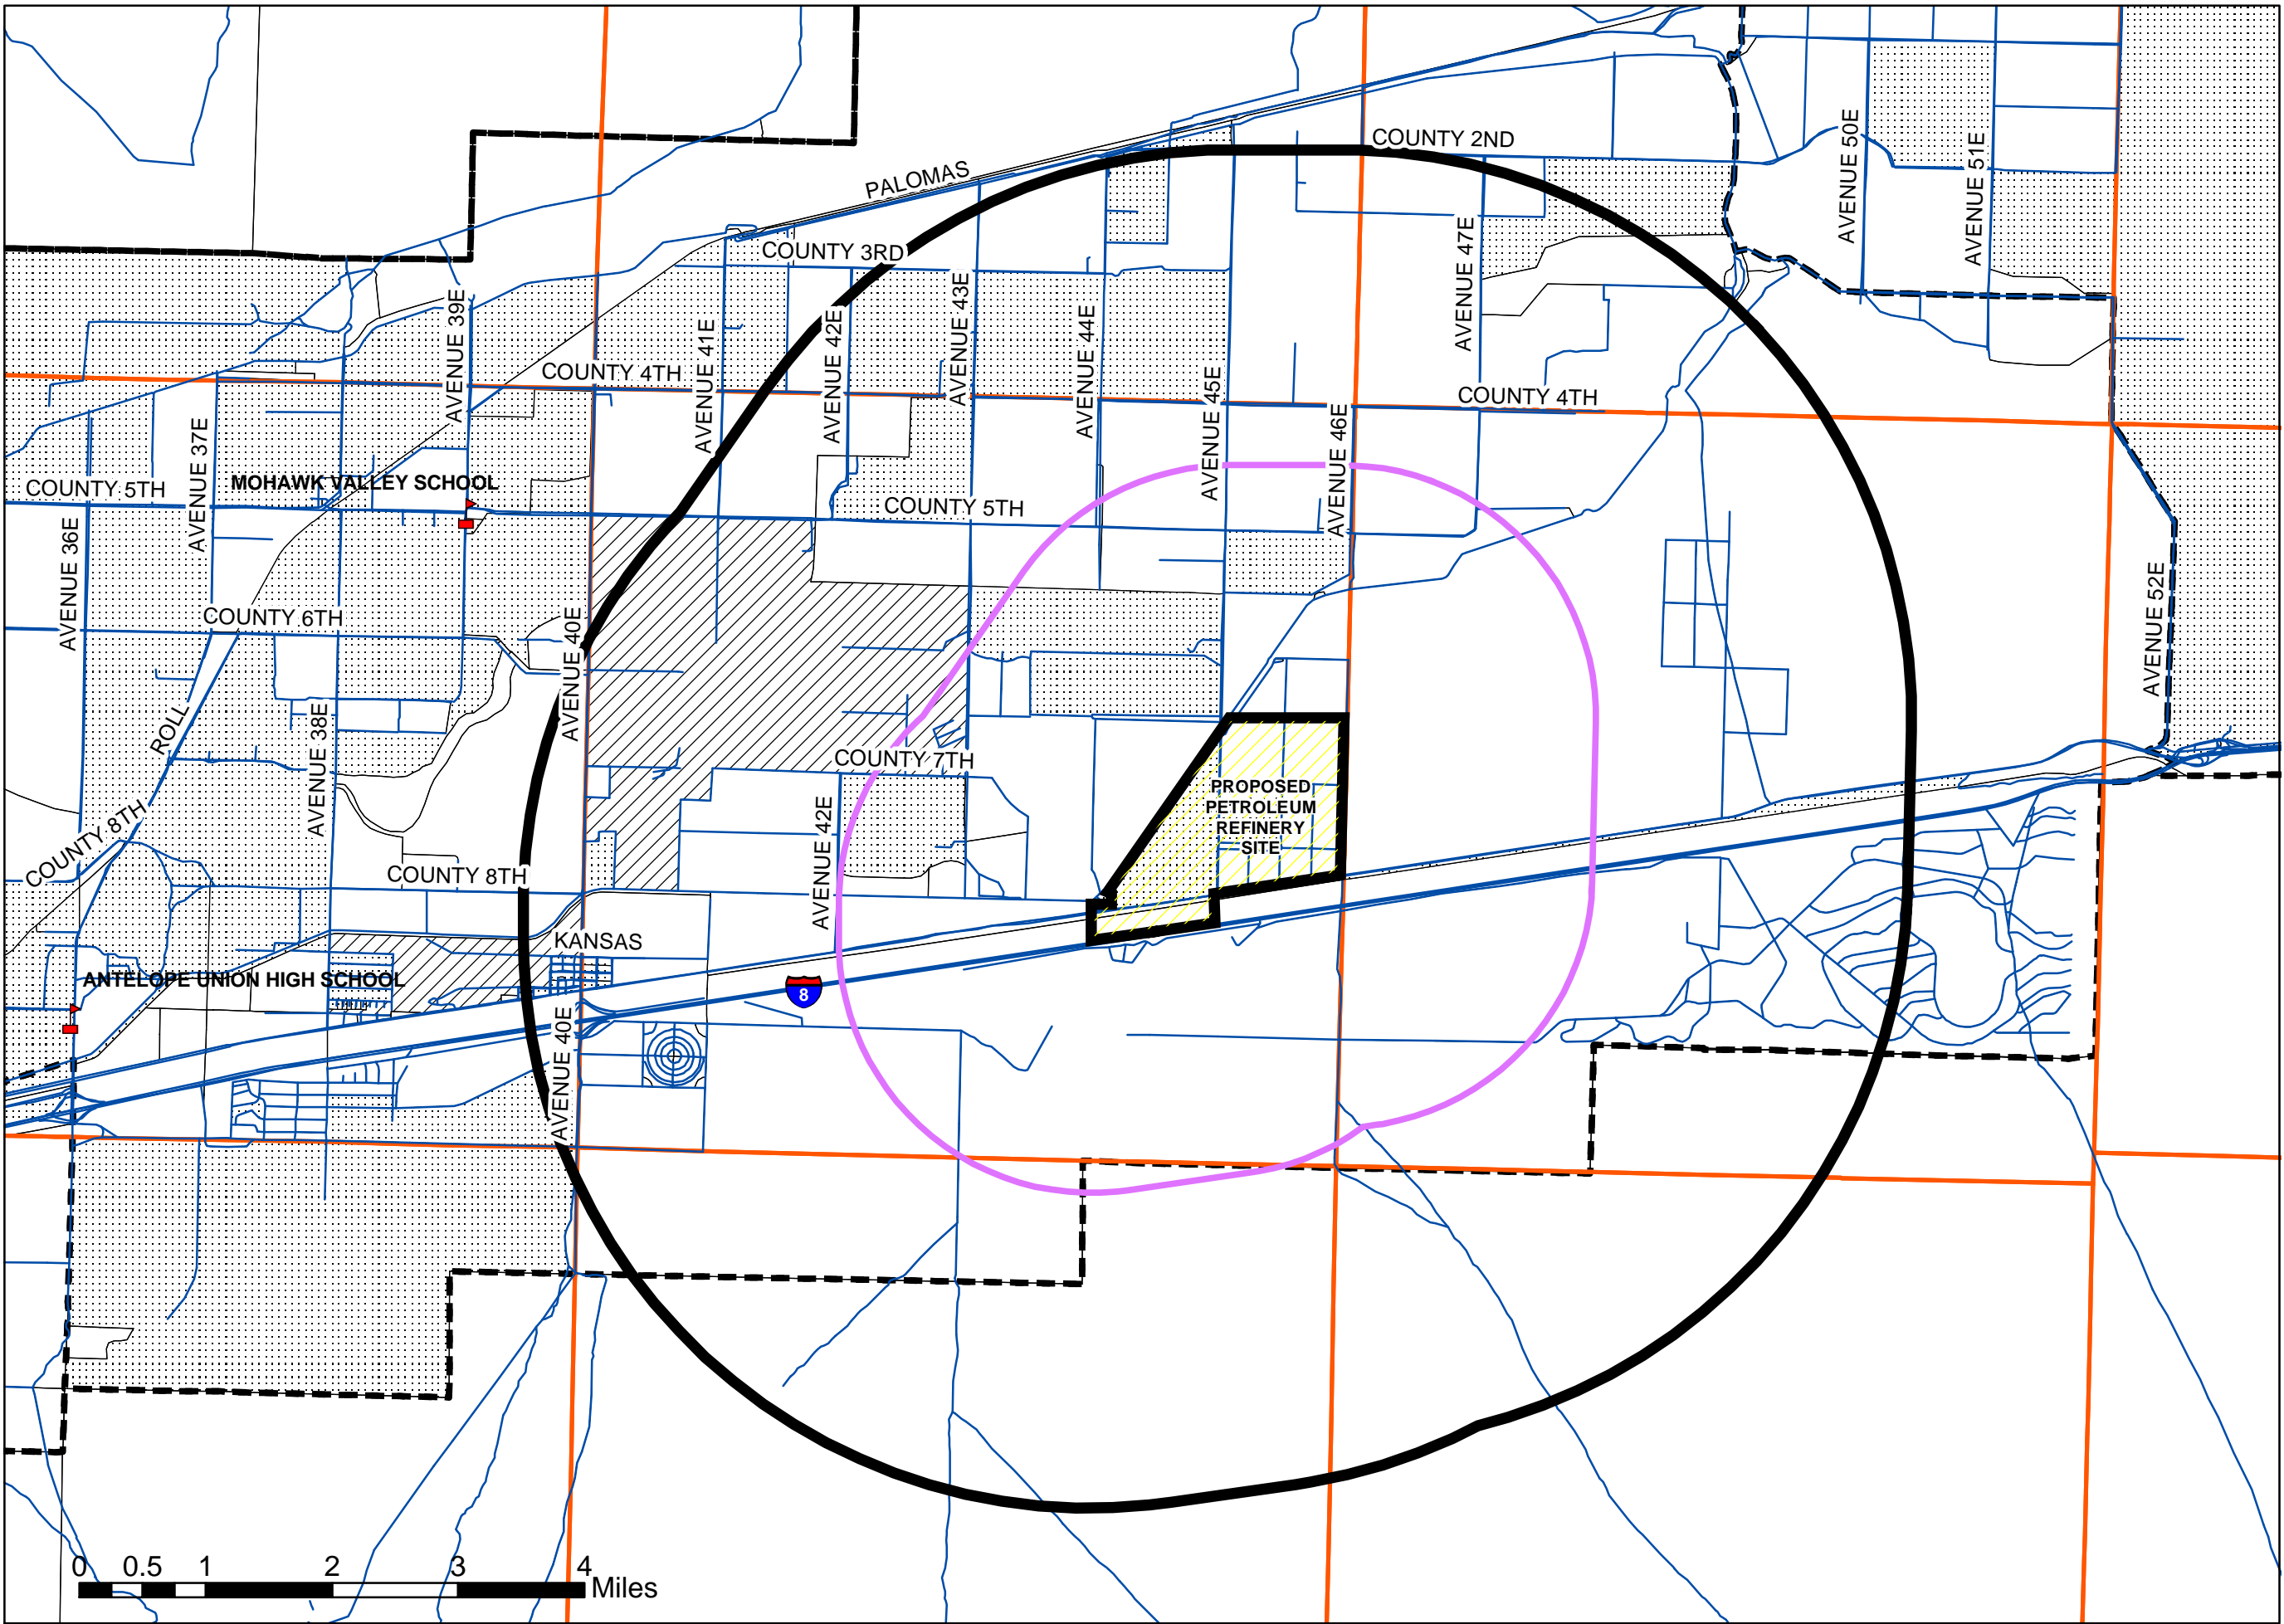 COUNTY 2ND
AVENUE 50E
AVENUE 51E
PALOMAS
COUNTY 3RD
AVENUE 47E
AVENUE 39E
AVENUE 41E
AVENUE 42E
AVENUE 43E
AVENUE 44E
COUNTY 4TH
COUNTY 4TH
AVENUE 45E
AVENUE 46E
AVENUE 37E
MOHAWK VALLEY SCHOOL
COUNTY 5TH
COUNTY 5TH
AVENUE 36E
AVENUE 52E
COUNTY 6TH
AVENUE 40E
ROLL
AVENUE 38E
COUNTY 7TH
PROPOSED
PETROLEUM
REFINERY
SITE
AVENUE 42E
COUNTY 8TH
COUNTY 8TH
KANSAS
ANTELOPE UNION HIGH SCHOOL
8
AVENUE 40E
0 0.5 1 2 3 4
Miles